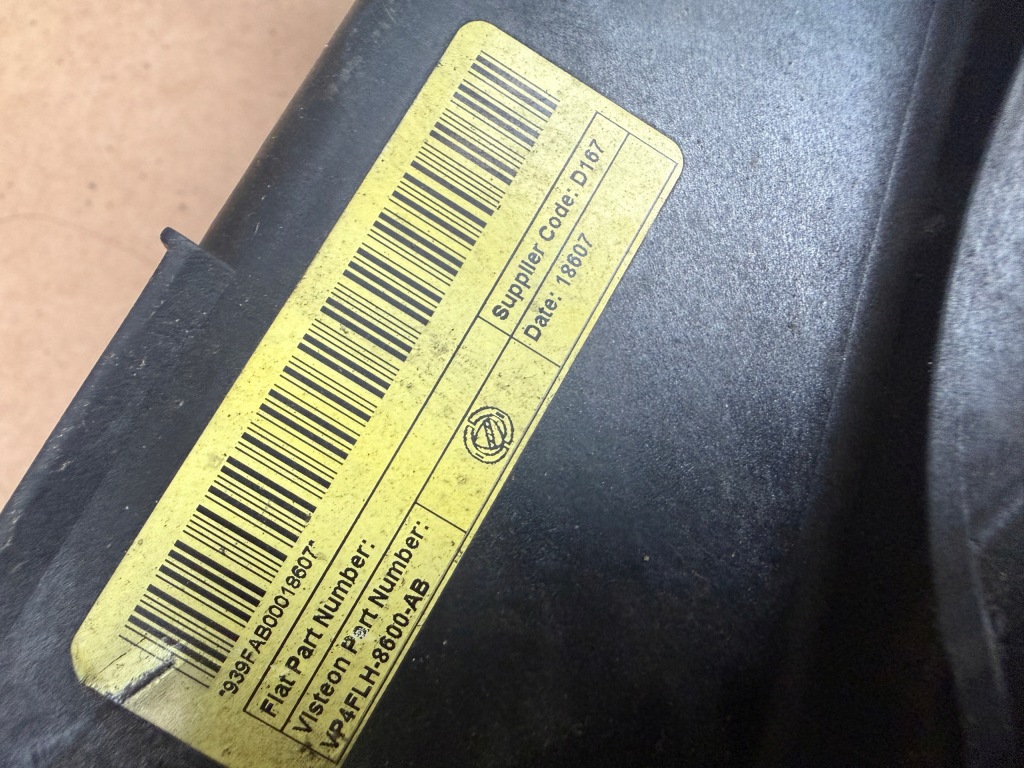 *939FAB00018607*
Fiat Part Number:
Supplier Code: D167
Visteon Part Number:
Date: 18607
VP4FLH-8600-AB